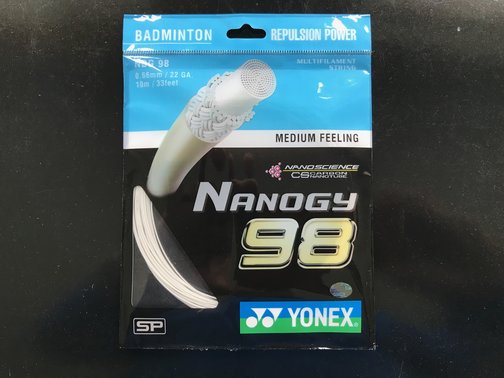 BADMINTON REPULSION POWER
NBG 98
0.66mm / 22 GA.
10m / 33feet
MULTIFILAMENT
STRING
MEDIUM FEELING
NANOSCIENCE
CS CARBON
NANOTUBE
NANOGY
98
SP
YONEX